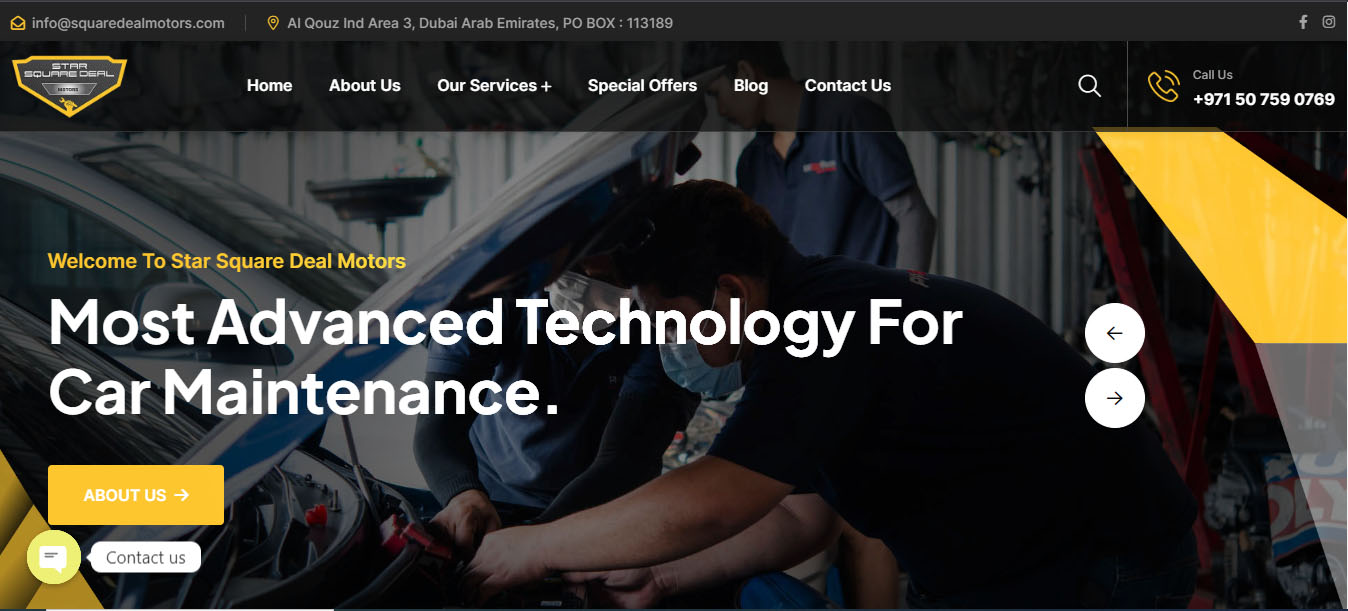 info@squaredealmotors.com
Al Qouz Ind Area 3, Dubai Arab Emirates, PO BOX : 113189
STAR
SQUARE DEAL
MOTORS
Home
About Us
Our Services +
Special Offers
Blog
Contact Us
Call Us
+971 50 759 0769
Welcome To Star Square Deal Motors
Most Advanced Technology For
Car Maintenance.
ABOUT US
Contact us